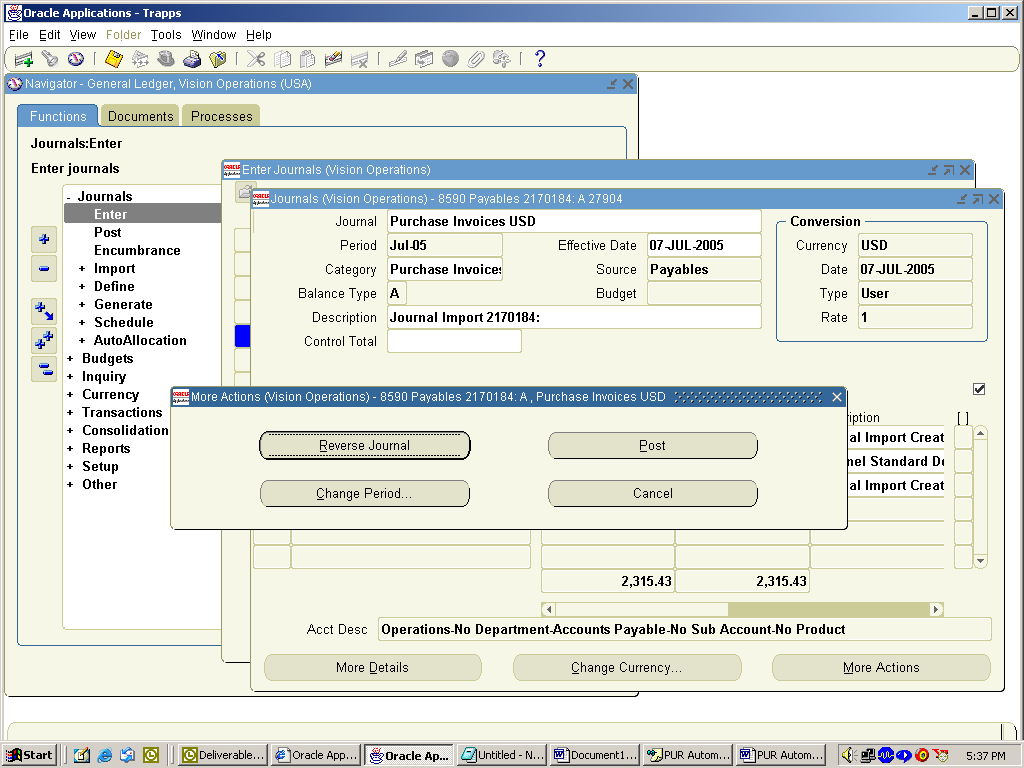 Oracle Applications - Trapps
File Edit View Folder Tools Window Help
Navigator - General Ledger, Vision Operations (USA)
Functions Documents Processes
Journals:Enter
Enter journals
- Journals
Enter
Post
Encumbrance
+ Import
+ Define
+ Generate
+ Schedule
+ AutoAllocation
+ Budgets
+ Inquiry
+ Currency
+ Transactions
+ Consolidation
+ Reports
+ Setup
+ Other
Enter Journals (Vision Operations)
Journals (Vision Operations) - 8590 Payables 2170184: A 27904
Journal Purchase Invoices USD
Period Jul-05 Effective Date 07-JUL-2005
Category Purchase Invoices Source Payables
Balance Type A Budget
Description Journal Import 2170184:
Control Total
Conversion
Currency USD
Date 07-JUL-2005
Type User
Rate 1
More Actions (Vision Operations) - 8590 Payables 2170184: A , Purchase Invoices USD
Reverse Journal Post
Change Period... Cancel
ription [ ]
al Import Creat
nel Standard De
al Import Creat
2,315.43 2,315.43
Acct Desc Operations-No Department-Accounts Payable-No Sub Account-No Product
More Details Change Currency... More Actions
Start Deliverable... Oracle App... Oracle Ap... Untitled - N... Document1... PUR Autom... PUR Autom... 5:37 PM